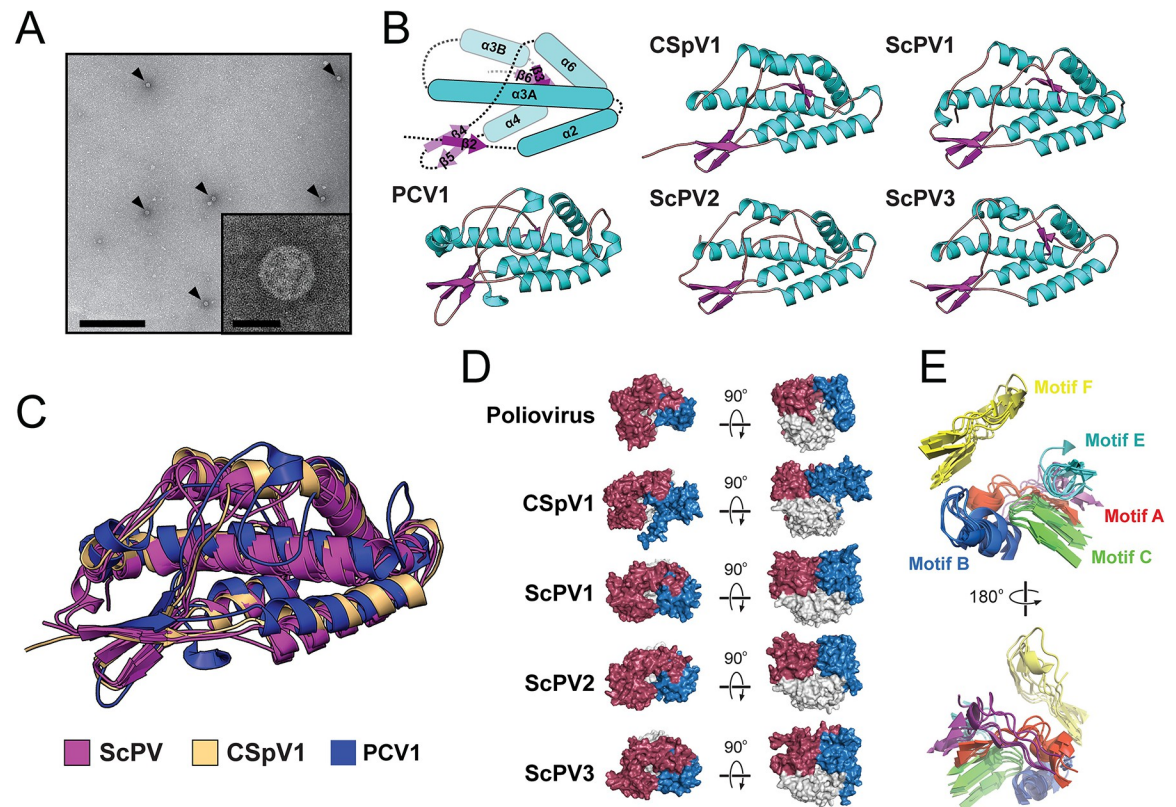 A
B
α3B
α6
β6
β3
α3A
α4
α2
β4
β2
β5
CSpV1
ScPV1
PCV1
ScPV2
ScPV3
C
ScPV
CSpV1
PCV1
D
Poliovirus
90°
CSpV1
90°
ScPV1
90°
ScPV2
90°
ScPV3
90°
E
Motif F
Motif E
Motif A
Motif B
Motif C
180°